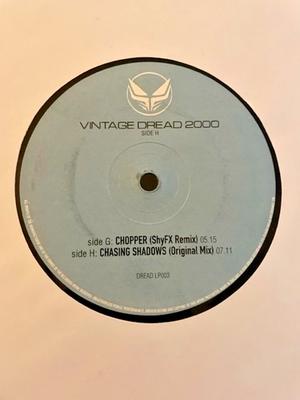 VINTAGE DREAD 2000
SIDE H
side G: CHOPPER (ShyFX Remix) 05.15
side H: CHASING SHADOWS (Original Mix) 07.11
DREAD LP003